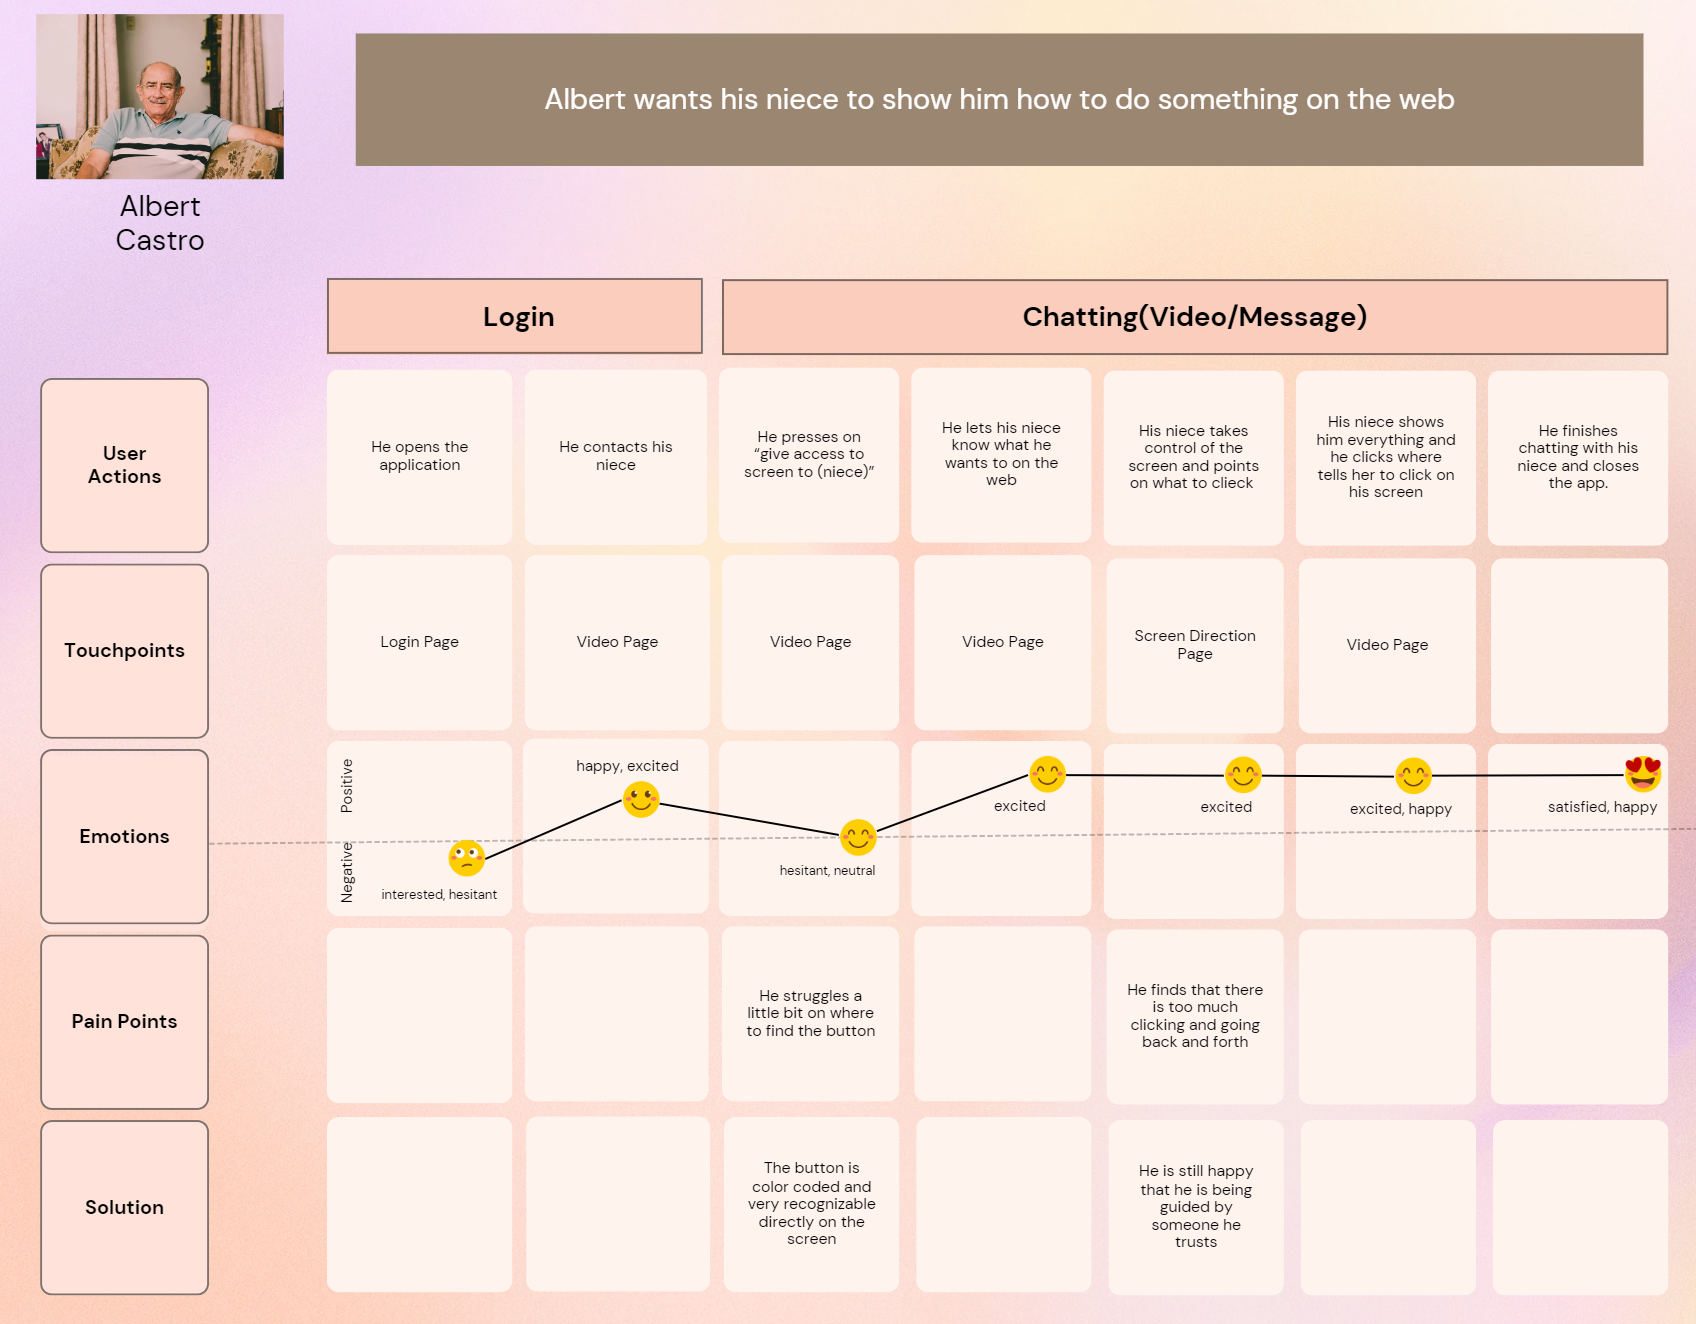 Albert wants his niece to show him how to do something on the web
Albert
Castro
Login
Chatting(Video/Message)
User
Actions
He opens the
application
He contacts his
niece
He presses on
“give access to
screen to (niece)”
He lets his niece
know what he
wants to on the
web
His niece takes
control of the
screen and points
on what to clieck
His niece shows
him everything and
he clicks where
tells her to click on
his screen
He finishes
chatting with his
niece and closes
the app.
Touchpoints
Login Page
Video Page
Video Page
Video Page
Screen Direction
Page
Video Page
Emotions
Positive
Negative
interested, hesitant
happy, excited
hesitant, neutral
excited
excited
excited, happy
satisfied, happy
Pain Points
He struggles a
little bit on where
to find the button
He finds that there
is too much
clicking and going
back and forth
Solution
The button is
color coded and
very recognizable
directly on the
screen
He is still happy
that he is being
guided by
someone he
trusts